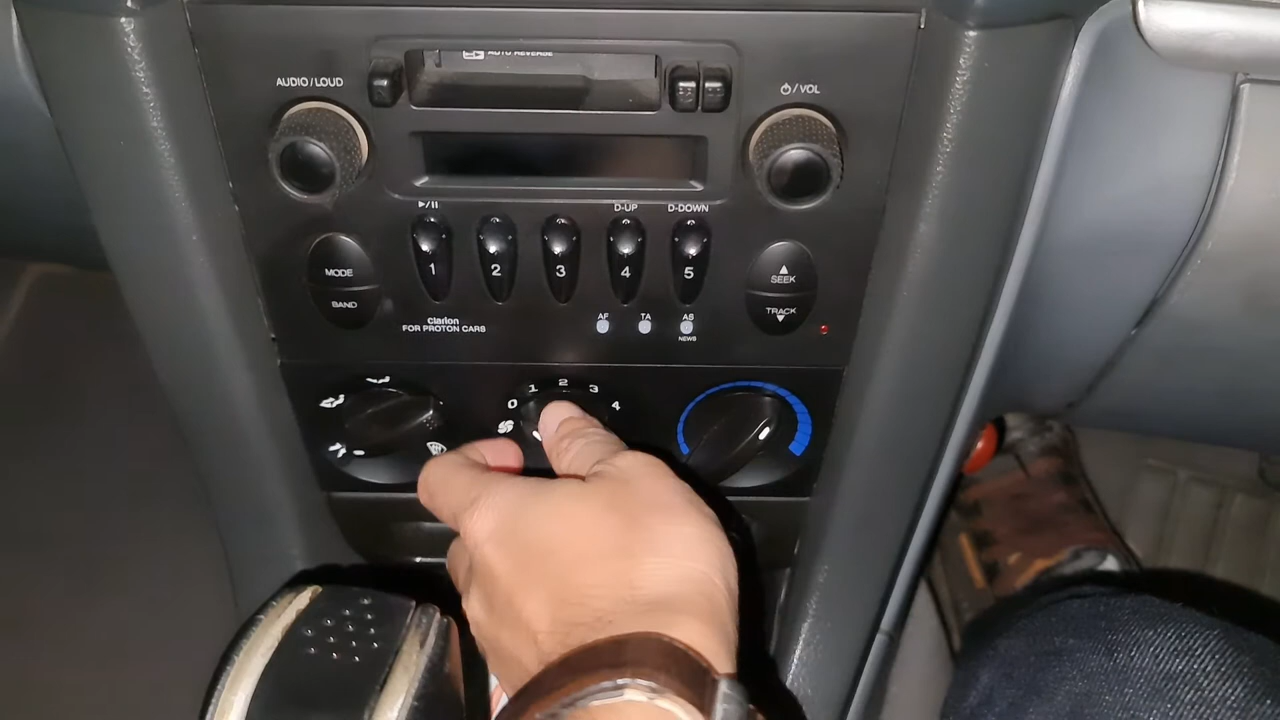 AUTO REVERSE
AUDIO / LOUD
/VOL
D-UP
D-DOWN
1
2
3
4
5
MODE
BAND
SEEK
TRACK
clarion
FOR PROTON CARS
AF
TA
AS
NEWS
0
1
2
3
4